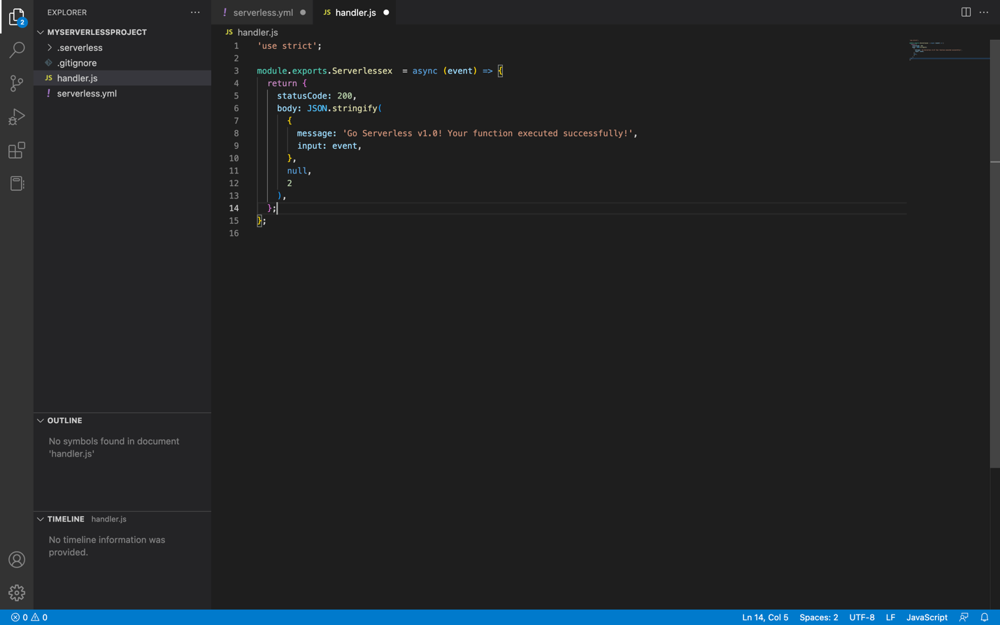 EXPLORER
MYSERVERLESSPROJECT
.serverless
.gitignore
JS handler.js
! serverless.yml
OUTLINE
No symbols found in document
'handler.js'
TIMELINE handler.js
No timeline information was
provided.
2
! serverless.yml
JS handler.js
JS handler.js
1 'use strict';
2
3 module.exports.Serverlessex  = async (event) => {
4   return {
5     statusCode: 200,
6     body: JSON.stringify(
7       {
8         message: 'Go Serverless v1.0! Your function executed successfully!',
9         input: event,
10       },
11       null,
12       2
13     ),
14   };
15 };
16
0 0
Ln 14, Col 5 Spaces: 2 UTF-8 LF JavaScript